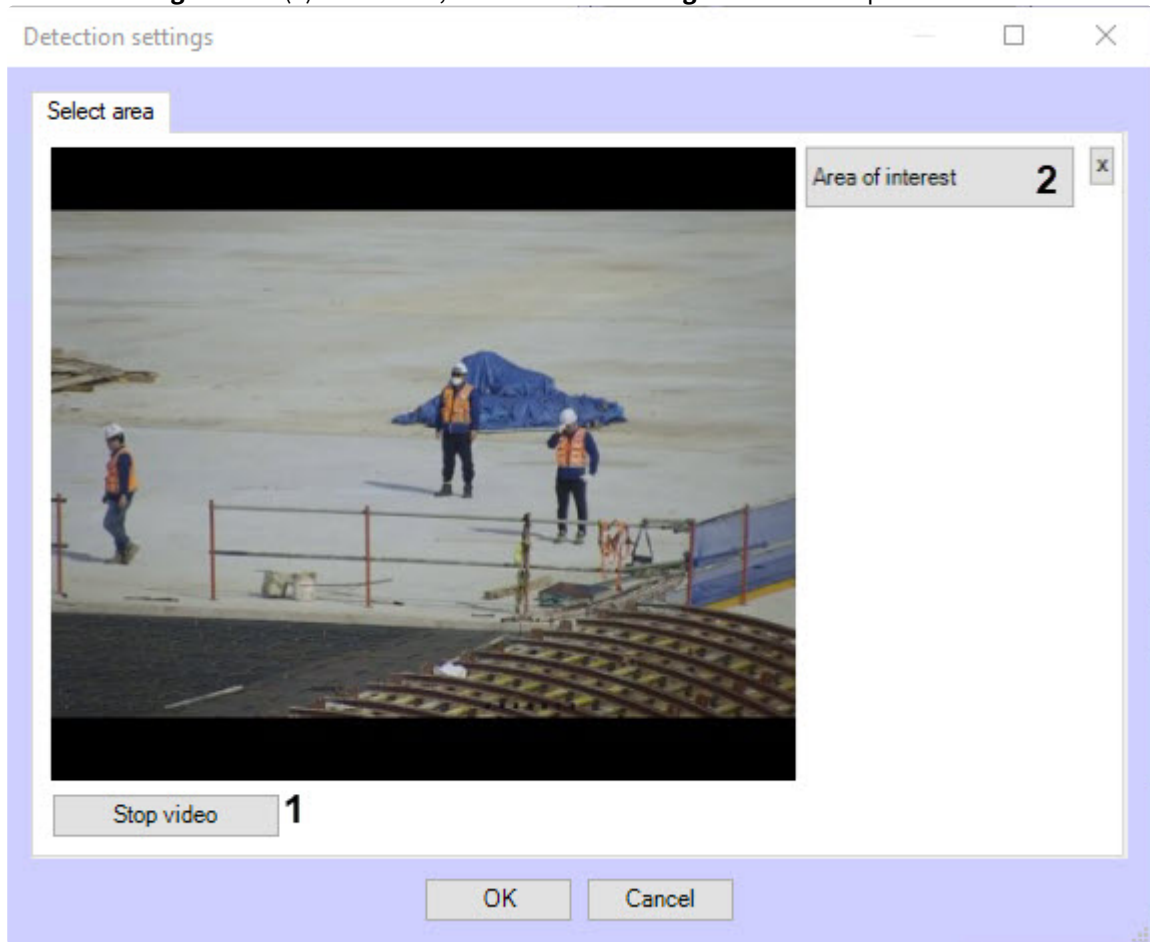 Detection settings
Select area
Area of interest 2
x
Stop video 1
OK
Cancel